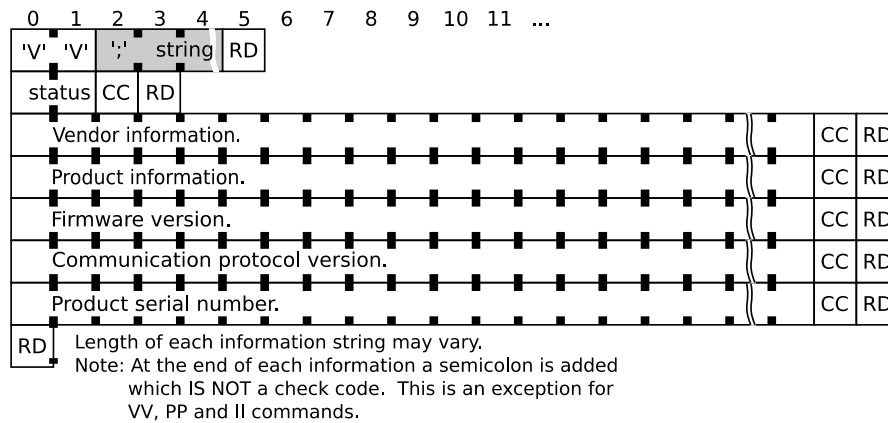 0 1 2 3 4 5 6 7 8 9 10 11 ...
'V' 'V' ';' string RD
status CC RD
Vendor information. CC RD
Product information. CC RD
Firmware version. CC RD
Communication protocol version. CC RD
Product serial number. CC RD
RD Length of each information string may vary.
Note: At the end of each information a semicolon is added
which IS NOT a check code. This is an exception for
VV, PP and II commands.